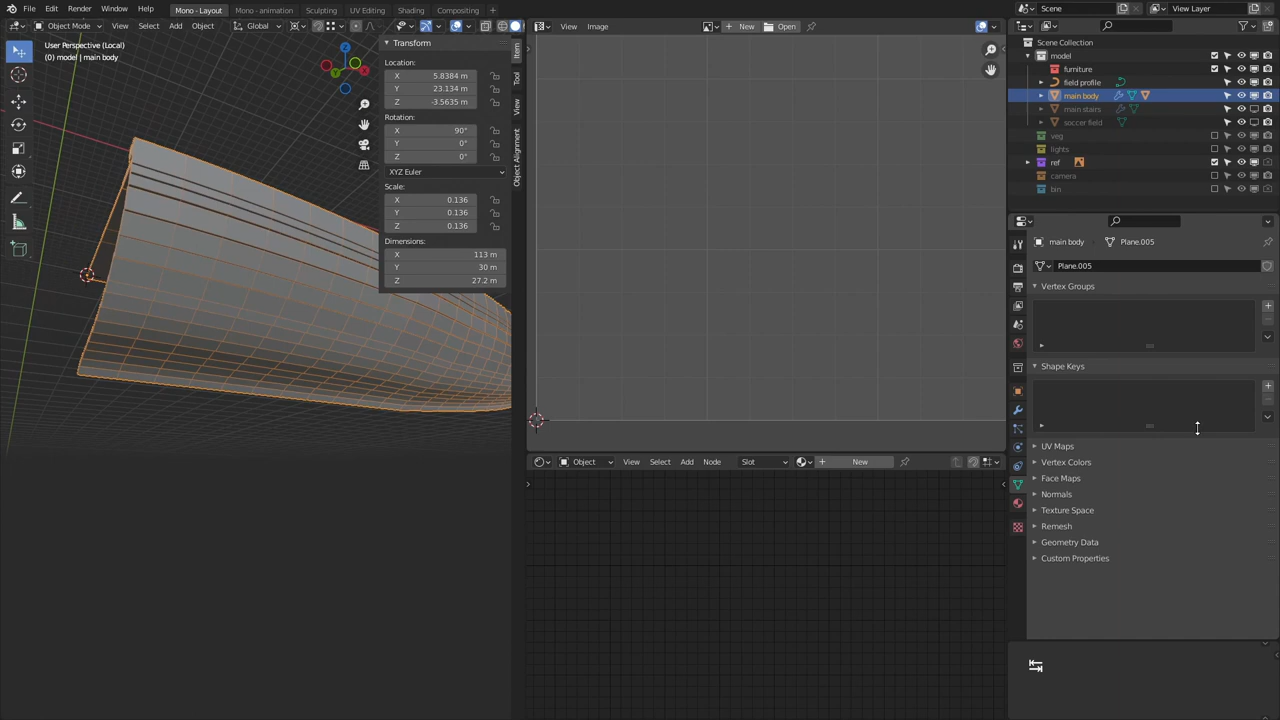 File Edit Render Window Help
Mono - Layout Mono - animation Sculpting UV Editing Shading Compositing
Scene View Layer
Object Mode View Select Add Object Global
View Image New Open
User Perspective (Local)
(0) model | main body
X Y Z
Transform
Location:
X 5.8384 m
Y 23.134 m
Z -3.5635 m
Rotation:
X 90°
Y 0°
Z 0°
XYZ Euler
Scale:
X 0.136
Y 0.136
Z 0.136
Dimensions:
X 113 m
Y 30 m
Z 27.2 m
Item
Tool
View
Object Alignment
Object View Select Add Node Slot New
Scene Collection
model
furniture
field profile
main body
main stairs
soccer field
veg
lights
ref
camera
bin
main body Plane.005
Plane.005
Vertex Groups
Shape Keys
UV Maps
Vertex Colors
Face Maps
Normals
Texture Space
Remesh
Geometry Data
Custom Properties